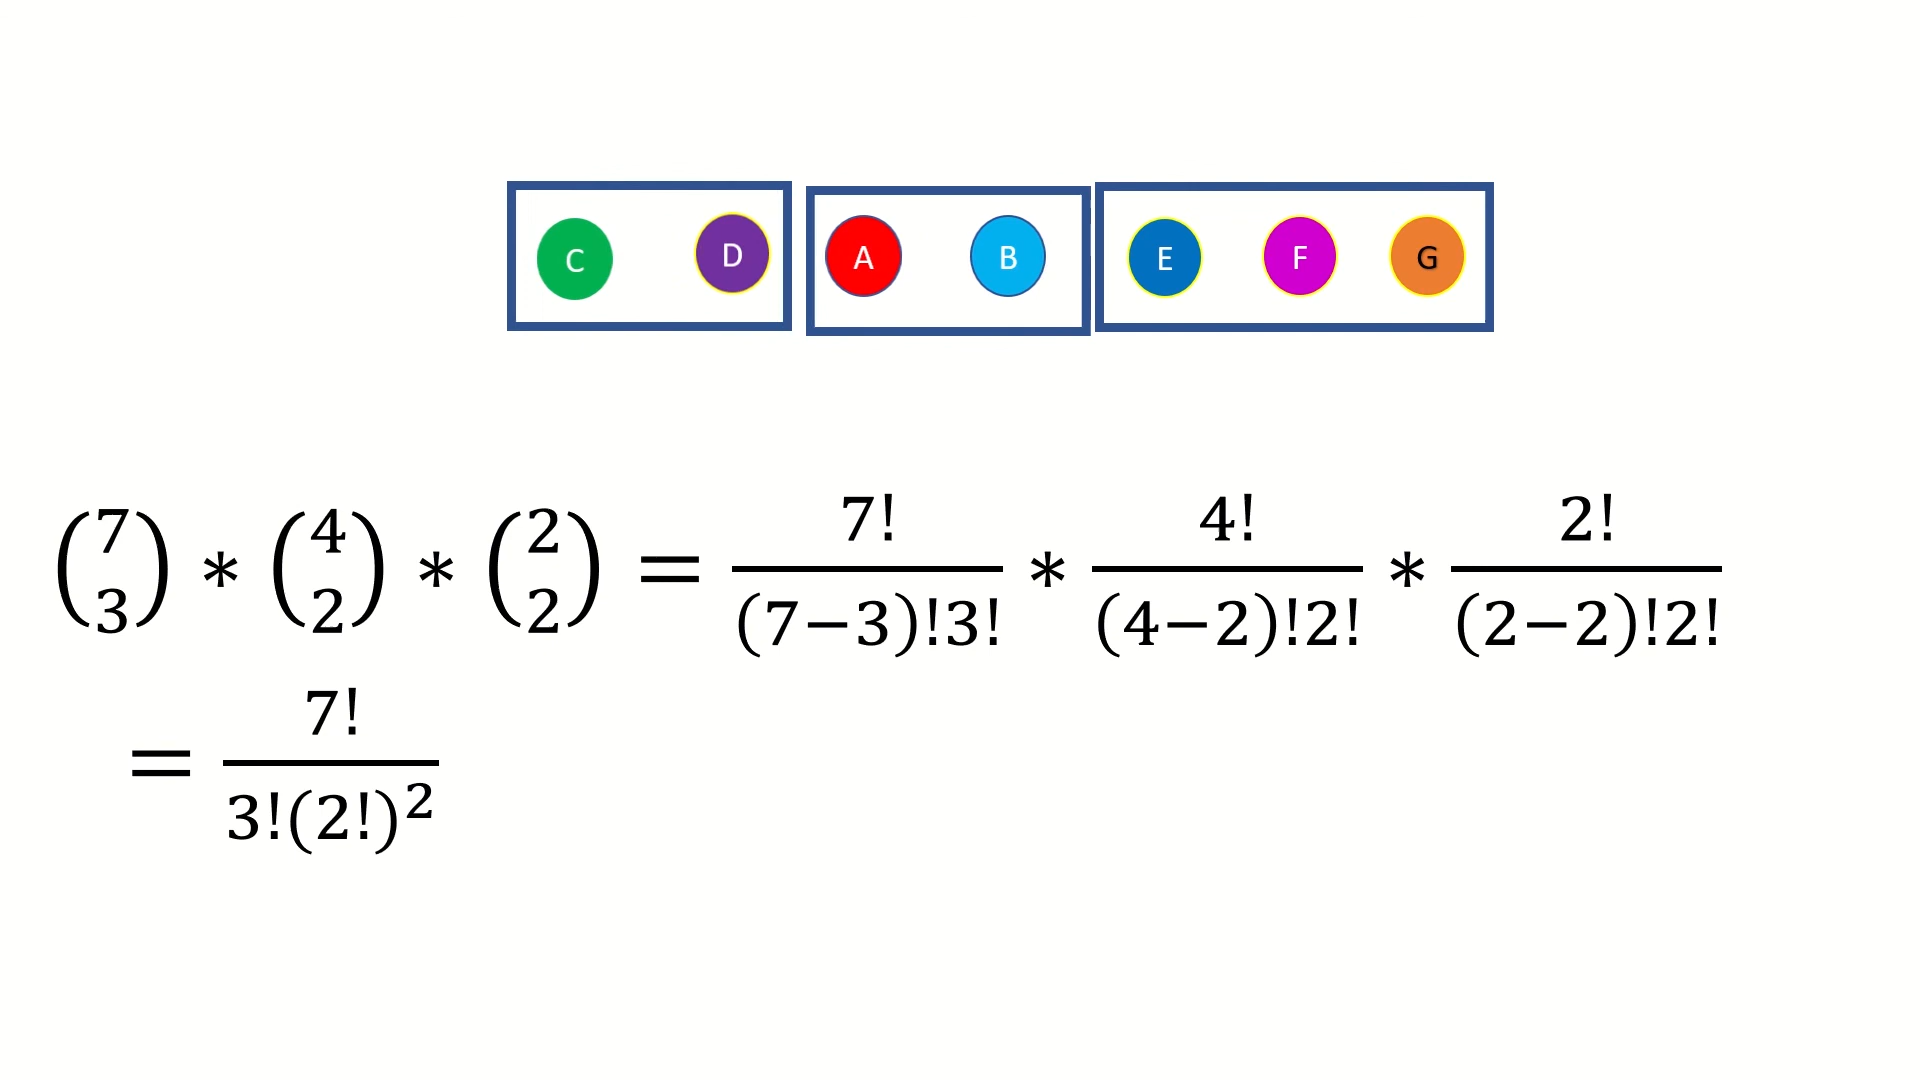 C D A B E F G
(7 3) * (4 2) * (2 2) = 7!/((7−3)!3!) * 4!/((4−2)!2!) * 2!/((2−2)!2!)
= 7!/(3!(2!)²)